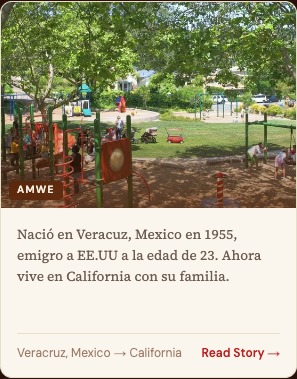 AMWE
Nació en Veracuz, Mexico en 1955,
emigro a EE.UU a la edad de 23. Ahora
vive en California con su familia.
Veracruz, Mexico → California
Read Story →